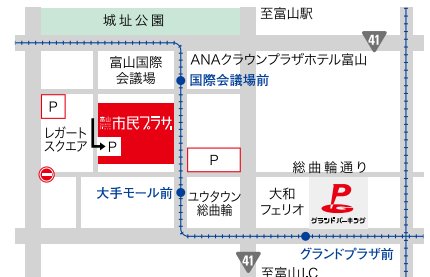 城址公園
至富山駅
41
富山国際
会議場
ANAクラウンプラザホテル富山
国際会議場前
P
富山
市民プラザ
レガート
スクエア
P
P
総曲輪通り
大手モール前
ユウタウン
総曲輪
大和
フェリオ
P
グランドパーキング
グランドプラザ前
41
至富山I.C